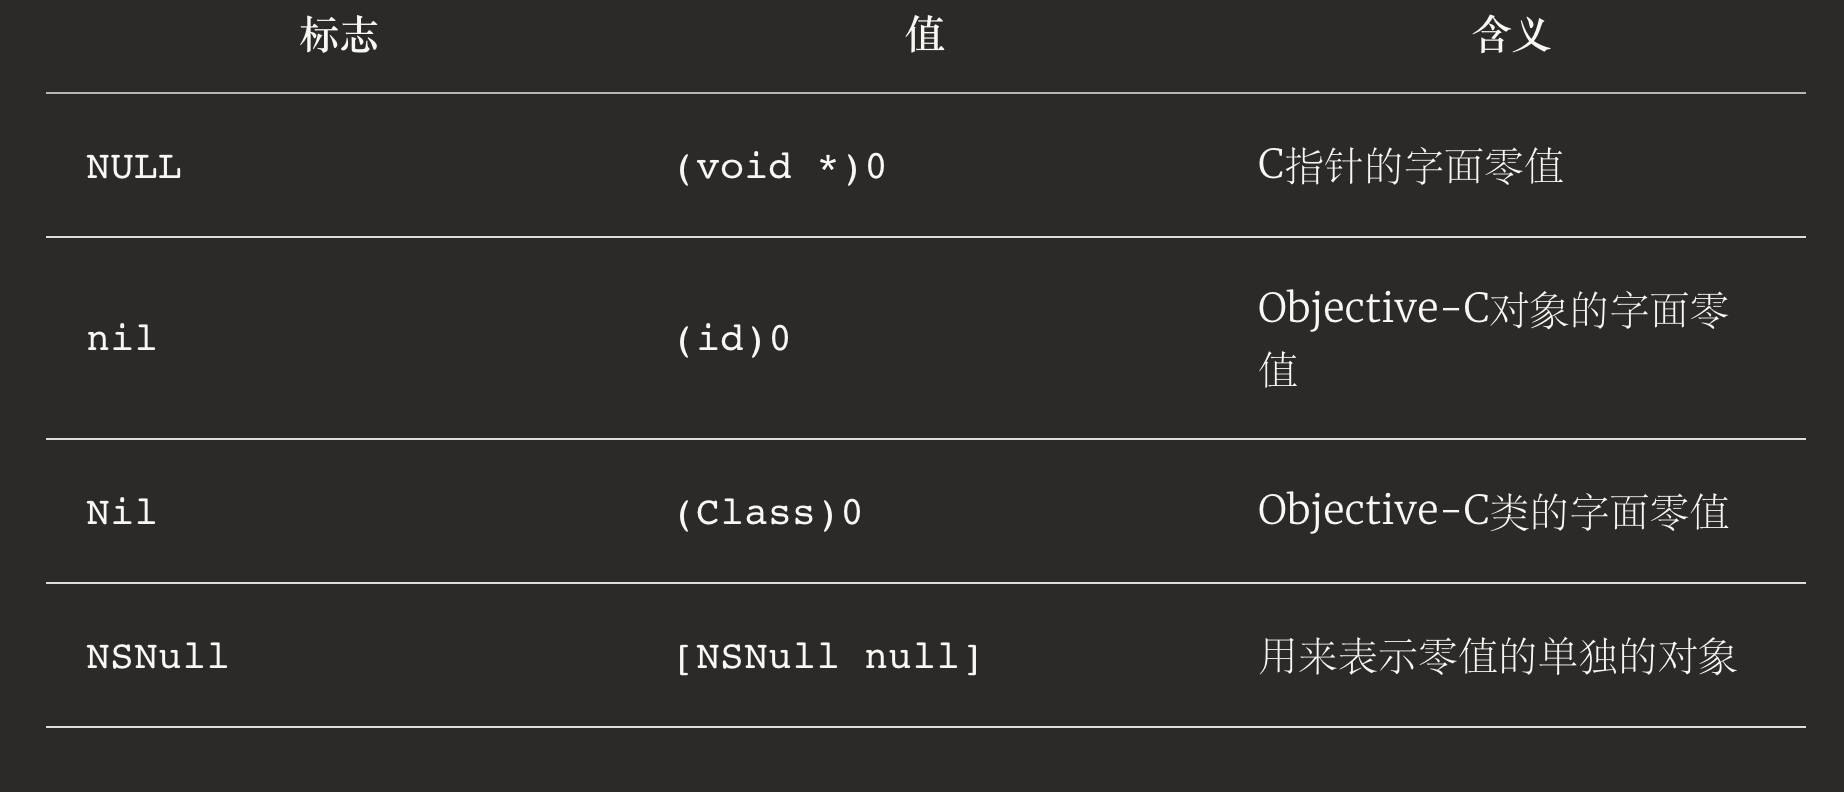 标志 值 含义
NULL (void *)0 C指针的字面零值
nil (id)0 Objective-C对象的字面零
值
Nil (Class)0 Objective-C类的字面零值
NSNull [NSNull null] 用来表示零值的单独的对象